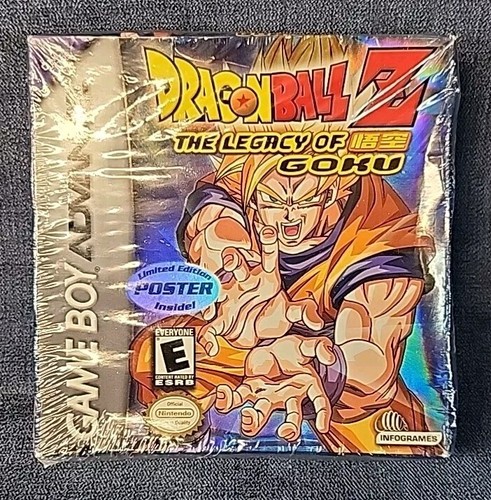 DRAGON BALL Z
THE LEGACY OF 悟空
GOKU
GAME BOY ADVANCE
Limited Edition
POSTER
Inside!
EVERYONE
E
CONTENT RATED BY
ESRB
Official
Nintendo
INFOGRAMES